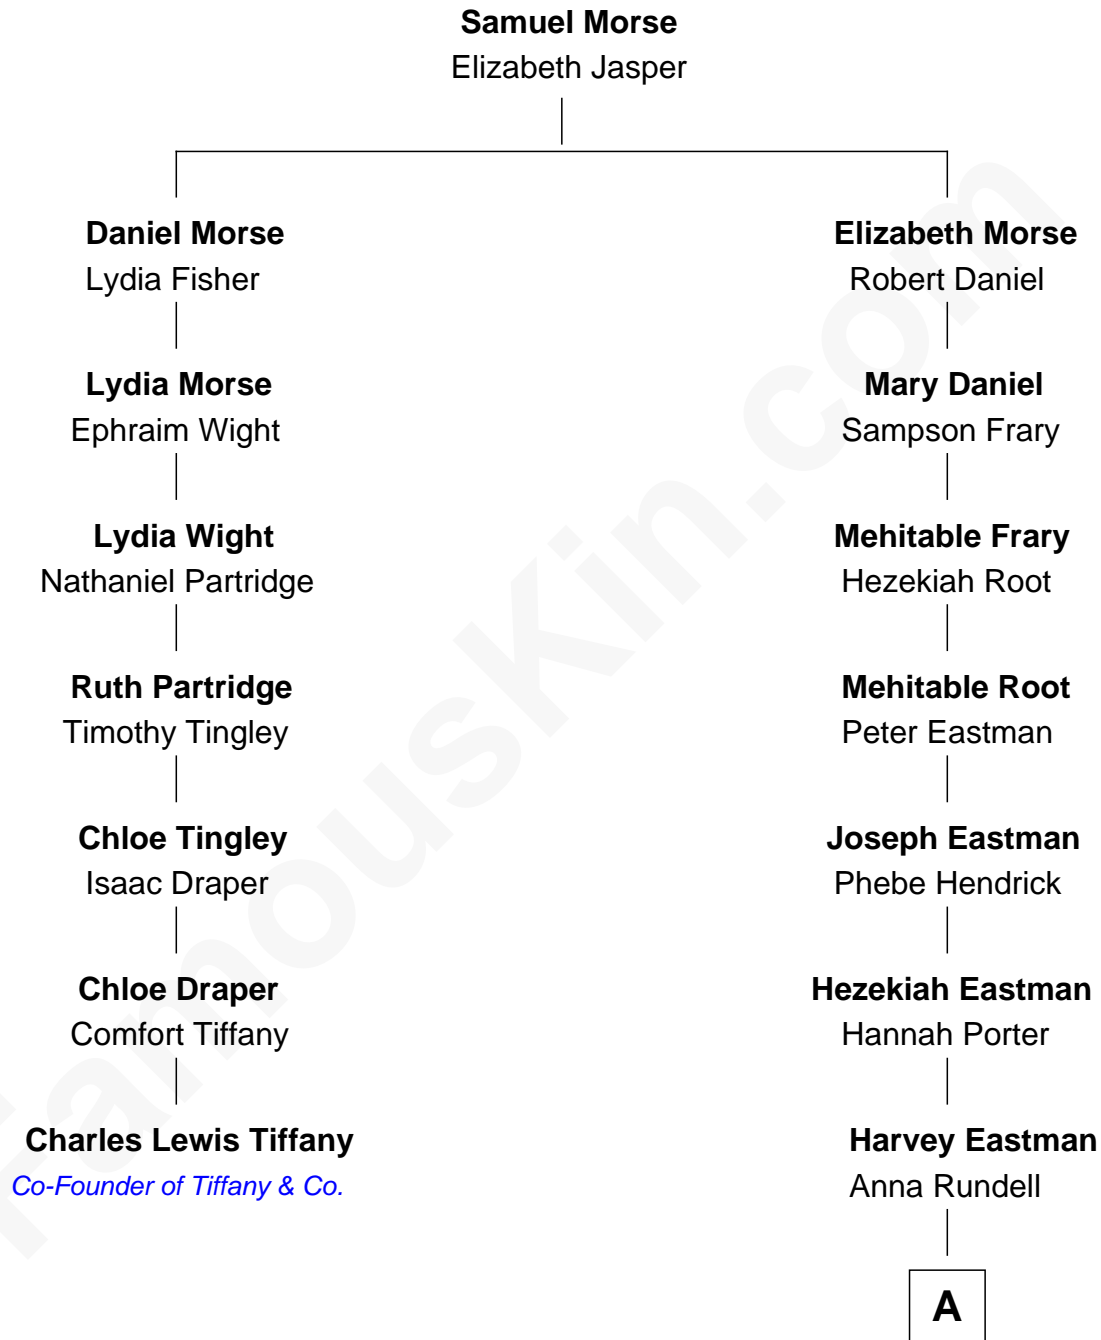 Samuel Morse
Elizabeth Jasper
Daniel Morse
Lydia Fisher
Elizabeth Morse
Robert Daniel
Lydia Morse
Ephraim Wight
Mary Daniel
Sampson Frary
Lydia Wight
Nathaniel Partridge
Mehitable Frary
Hezekiah Root
Ruth Partridge
Timothy Tingley
Mehitable Root
Peter Eastman
Chloe Tingley
Isaac Draper
Joseph Eastman
Phebe Hendrick
Chloe Draper
Comfort Tiffany
Hezekiah Eastman
Hannah Porter
Charles Lewis Tiffany
Co-Founder of Tiffany & Co.
Harvey Eastman
Anna Rundell
A
FamousKin.com